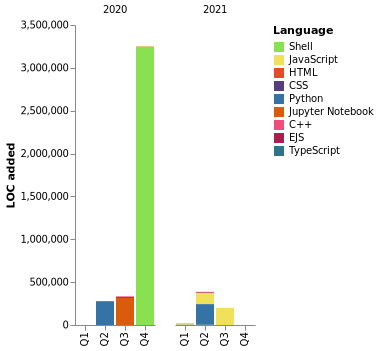 2020 2021
3,500,000
3,000,000
2,500,000
2,000,000
1,500,000
1,000,000
500,000
0
LOC added
Q1 Q2 Q3 Q4 Q1 Q2 Q3 Q4
Language
Shell
JavaScript
HTML
CSS
Python
Jupyter Notebook
C++
EJS
TypeScript